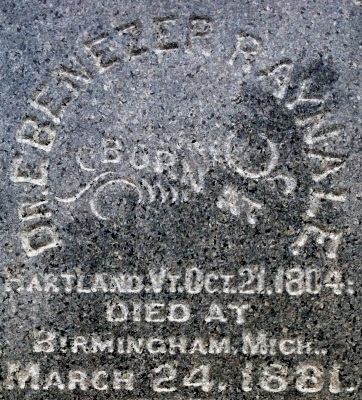 DR. EBENEZER RAYNALE
BORN AT
HARTLAND, VT. OCT. 21, 1804;
DIED AT
BIRMINGHAM, MICH.,
MARCH 24, 1881.